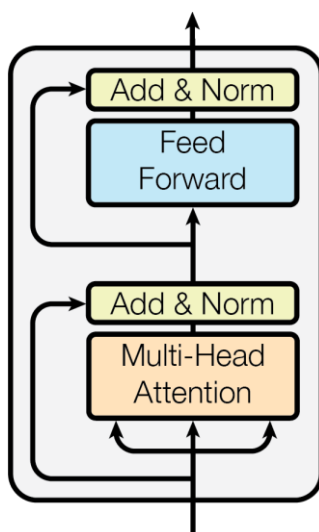 Add & Norm
Feed
Forward
Add & Norm
Multi-Head
Attention